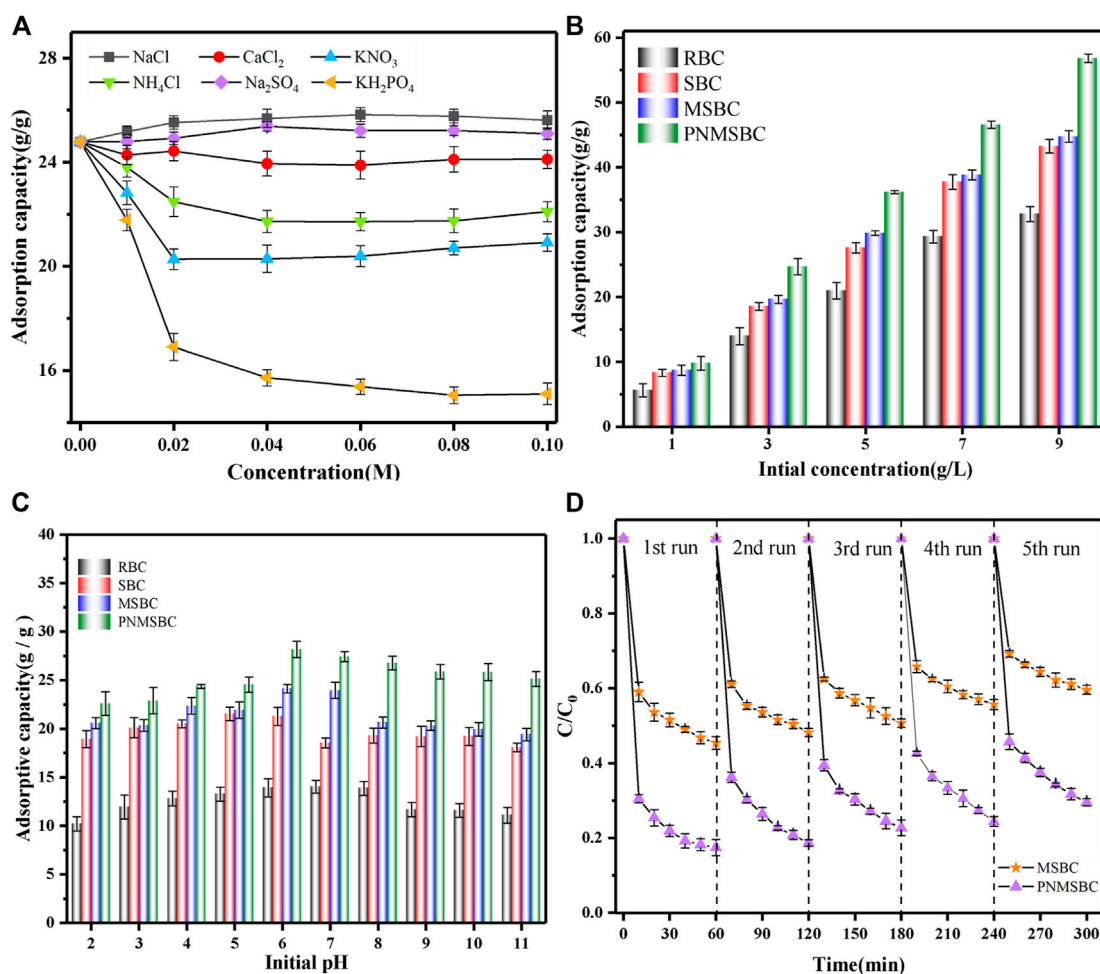 A
NaCl CaCl₂ KNO₃
NH₄Cl Na₂SO₄ KH₂PO₄
28
24
20
16
0.00 0.02 0.04 0.06 0.08 0.10
Adsorption capacity(g/g)
Concentration(M)
B
RBC
SBC
MSBC
PNMSBC
60
50
40
30
20
10
0
1 3 5 7 9
Adsorption capacity(g/g)
Intial concentration(g/L)
C
RBC
SBC
MSBC
PNMSBC
40
35
30
25
20
15
10
5
0
2 3 4 5 6 7 8 9 10 11
Adsorptive capacity(g / g)
Initial pH
D
1st run 2nd run 3rd run 4th run 5th run
1.0
0.8
0.6
0.4
0.2
0.0
MSBC
PNMSBC
0 30 60 90 120 150 180 210 240 270 300
C/C₀
Time(min)